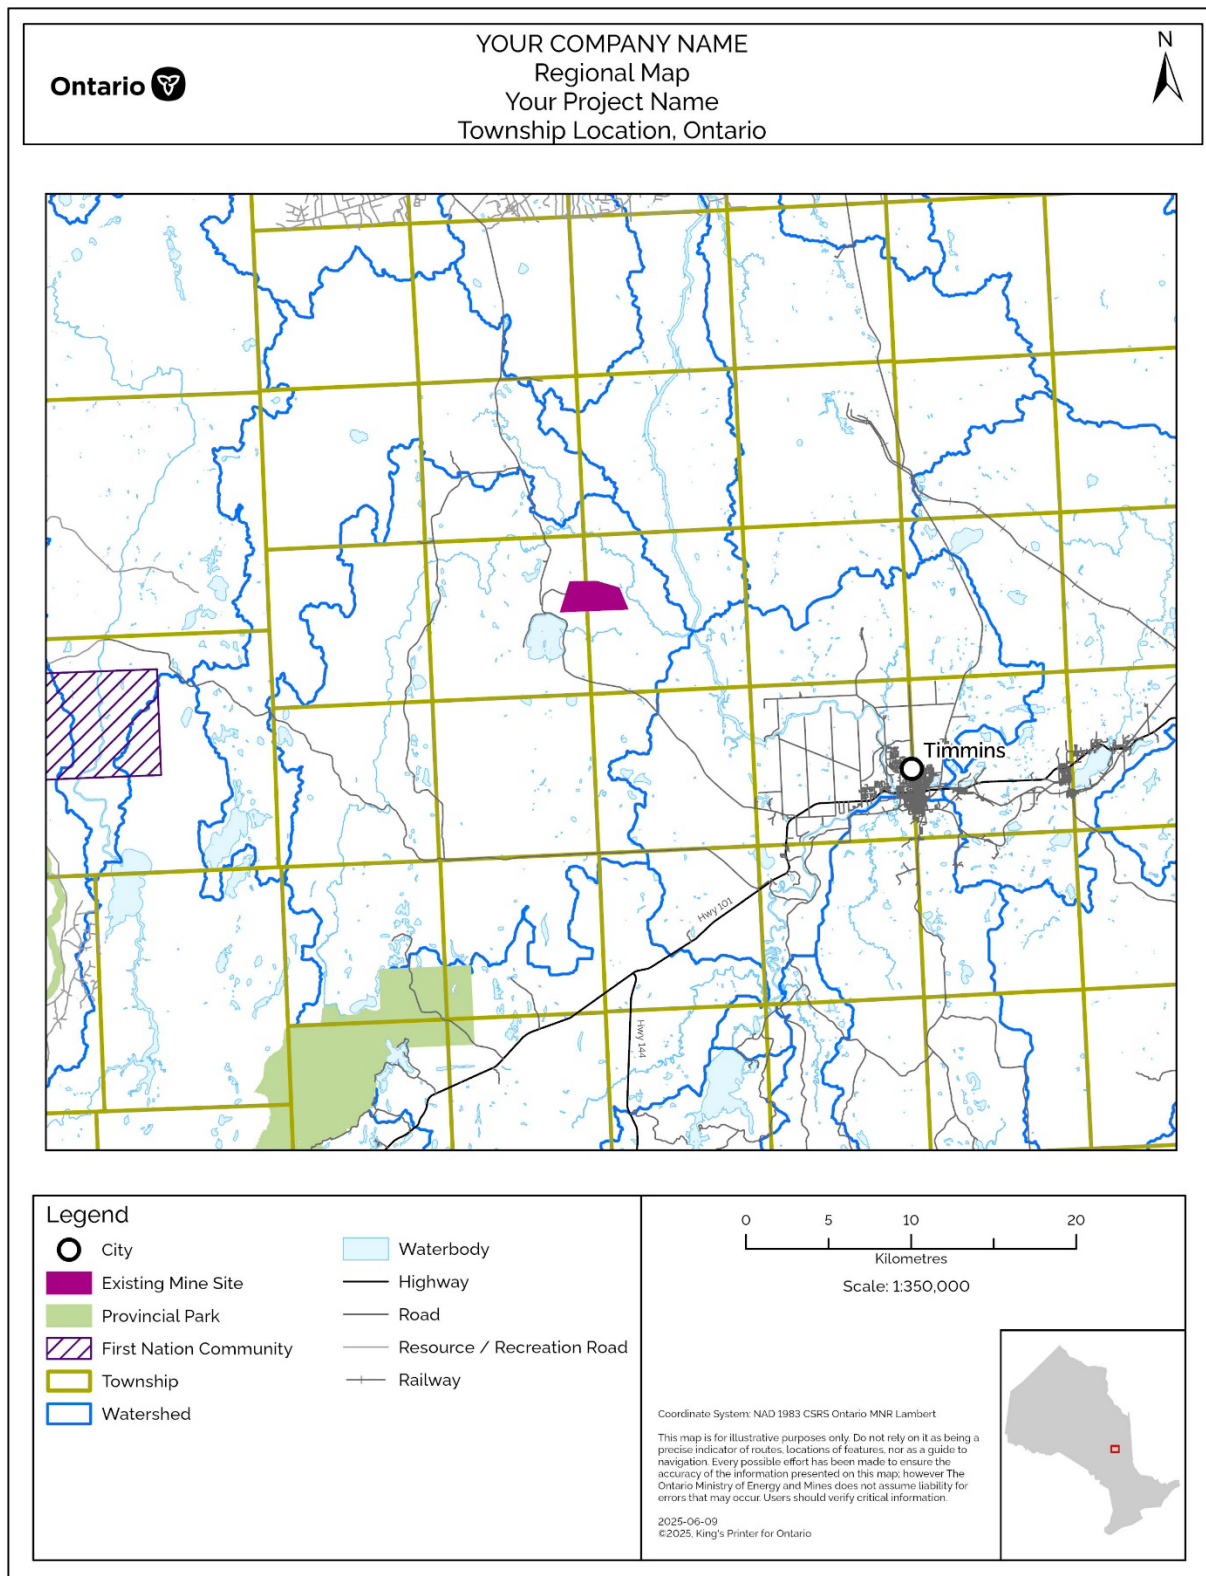 Ontario
YOUR COMPANY NAME
Regional Map
Your Project Name
Township Location, Ontario
N
Timmins
Hwy 101
Hwy 144
Legend
City
Existing Mine Site
Provincial Park
First Nation Community
Township
Watershed
Waterbody
Highway
Road
Resource / Recreation Road
Railway
0 5 10 20
Kilometres
Scale: 1:350,000
Coordinate System: NAD 1983 CSRS Ontario MNR Lambert
This map is for illustrative purposes only. Do not rely on it as being a
precise indicator of routes, locations of features, nor as a guide to
navigation. Every possible effort has been made to ensure the
accuracy of the information presented on this map; however The
Ontario Ministry of Energy and Mines does not assume liability for
errors that may occur. Users should verify critical information.
2025-06-09
©2025, King's Printer for Ontario